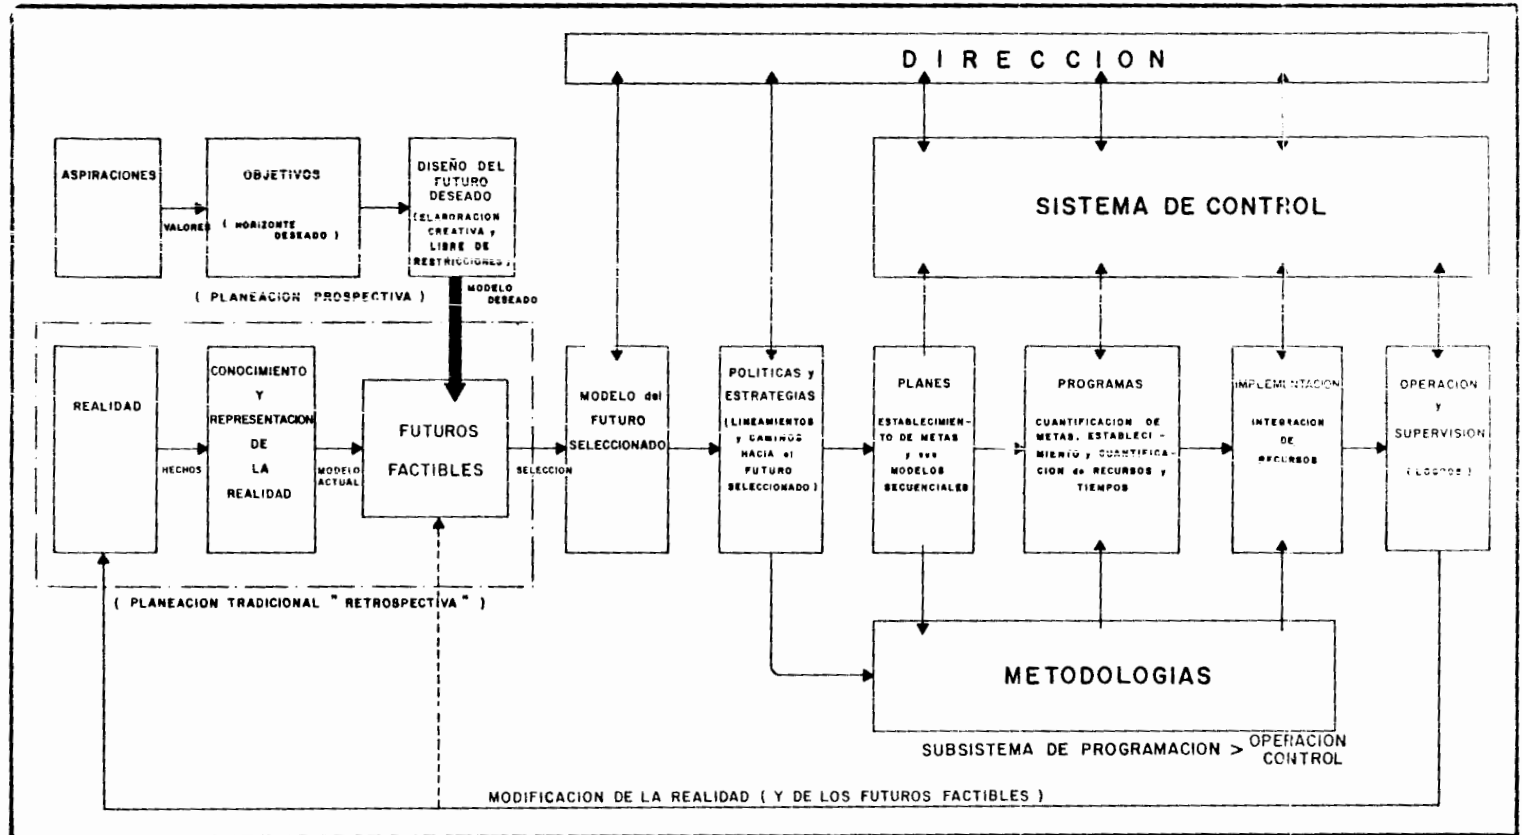 DIRECCION
ASPIRACIONES
VALORES
OBJETIVOS
( HORIZONTE
DESEADO )
DISEÑO DEL
FUTURO
DESEADO
(ELABORACION
CREATIVA y
LIBRE DE
RESTRICCIONES)
SISTEMA DE CONTROL
( PLANEACION PROSPECTIVA )
MODELO
DESEADO
REALIDAD
HECHOS
CONOCIMIENTO
Y
REPRESENTACION
DE
LA
REALIDAD
MODELO
ACTUAL
FUTUROS
FACTIBLES
SELECCION
MODELO del
FUTURO
SELECCIONADO
POLITICAS y
ESTRATEGIAS
(LINEAMIENTOS
y CAMINOS
HACIA el
FUTURO
SELECCIONADO)
PLANES
ESTABLECIMIEN-
TO DE METAS
y sus
MODELOS
SECUENCIALES
PROGRAMAS
CUANTIFICACION DE
METAS, ESTABLECI-
MIENTO y CUANTIFICA-
CION de RECURSOS y
TIEMPOS
IMPLEMENTACION
INTEGRACION
DE
RECURSOS
OPERACION
y
SUPERVISION
(LOGROS)
( PLANEACION TRADICIONAL " RETROSPECTIVA " )
METODOLOGIAS
SUBSISTEMA DE PROGRAMACION > OPERACION
CONTROL
MODIFICACION DE LA REALIDAD ( Y DE LOS FUTUROS FACTIBLES )